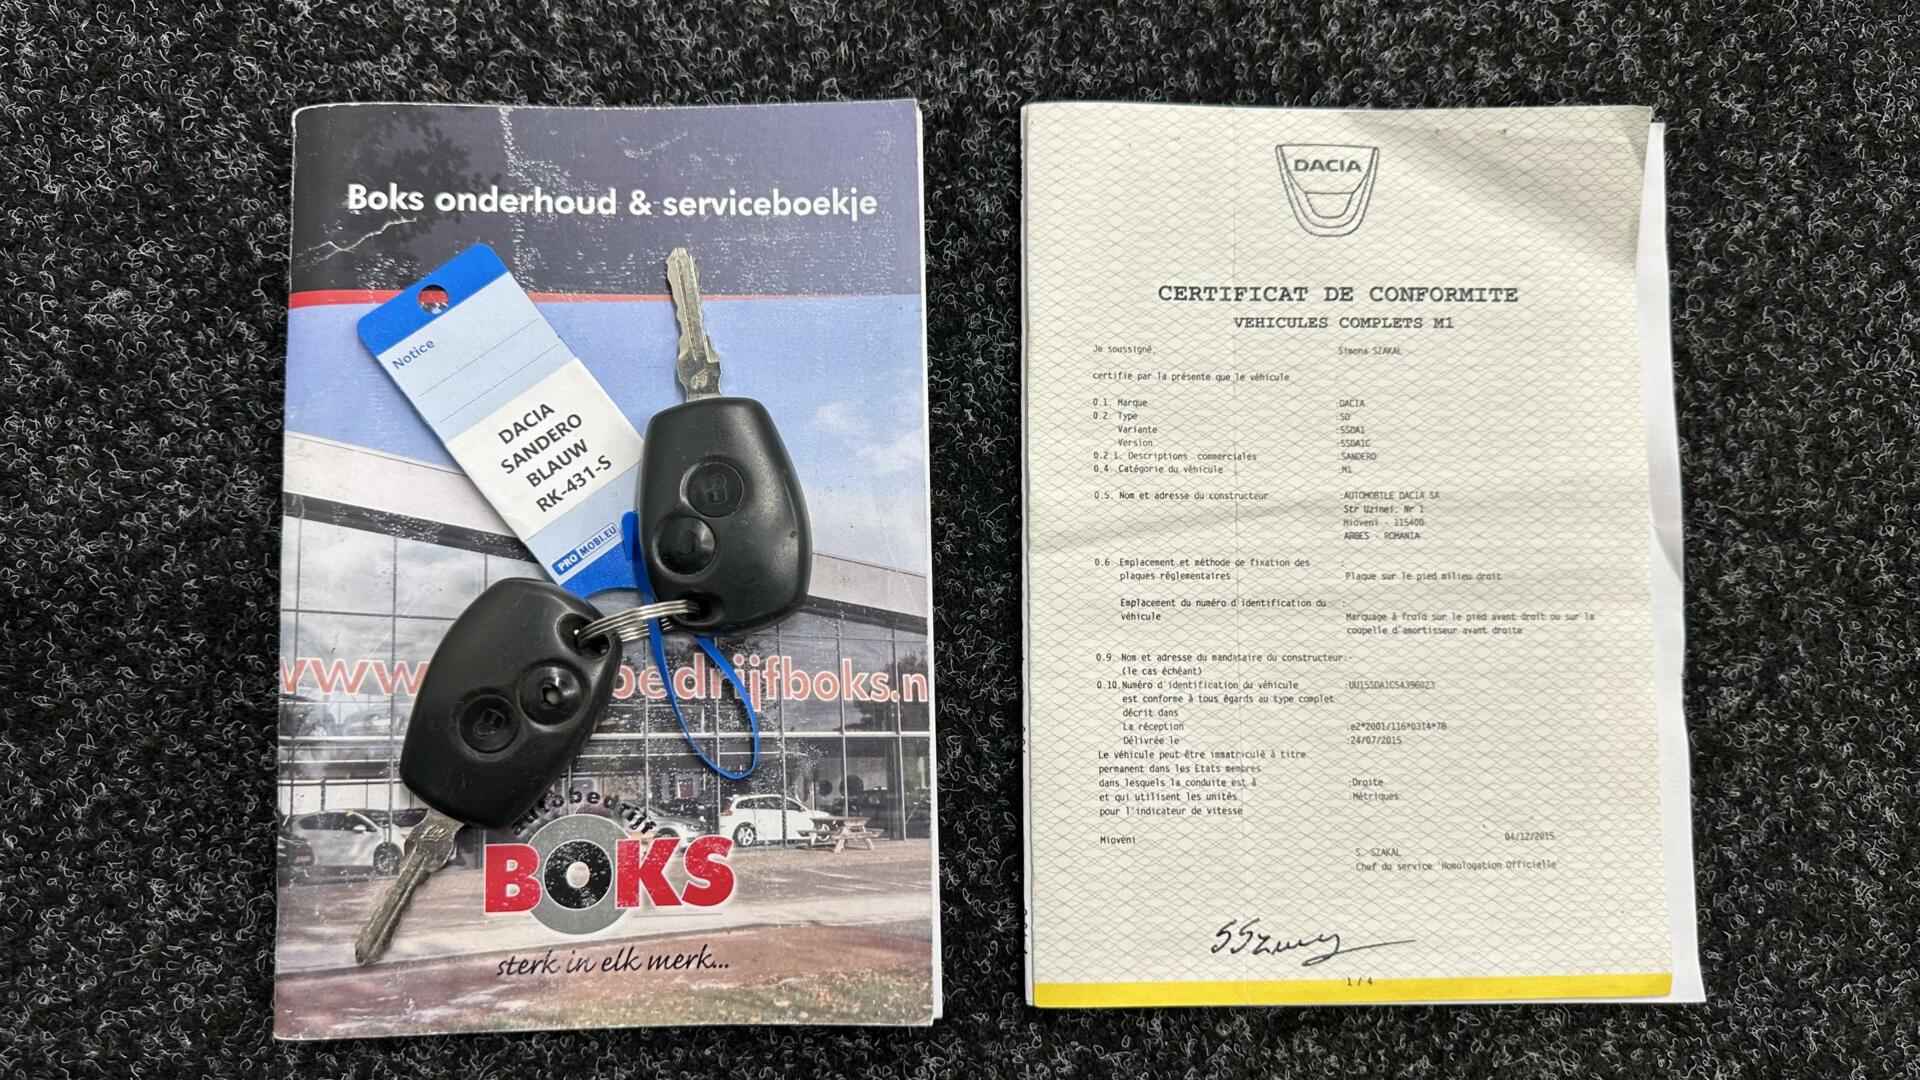 Boks onderhoud & serviceboekje
Notice
DACIA
SANDERO
BLAUW
RK-431-S
PROMOBI.EU
www.
bedrijfboks.n
autobedrijf
BOKS
sterk in elk merk...
DACIA
CERTIFICAT DE CONFORMITE
VEHICULES COMPLETS M1
Je soussigné, Simona SZAKAL
certifie par la présente que le véhicule
0.1. Marque :DACIA
0.2. Type :SD
Variante :SSDA1
Version :SSDA1C
0.2 1. Descriptions commerciales :SANDERO
0.4. Catégorie du véhicule :M1
0.5. Nom et adresse du constructeur :AUTOMOBILE DACIA SA
Str Uzinei, Nr 1
Mioveni - 115400
ARGES - ROMANIA
0.6 Emplacement et méthode de fixation des :
plaques réglementaires Plaque sur le pied milieu droit
Emplacement du numéro d'identification du :
véhicule Marquage à froid sur le pied avant droit ou sur la
coupelle d'amortisseur avant droite
0.9. Nom et adresse du mandataire du constructeur:
(le cas échéant)
0.10.Numéro d'identification du véhicule
est conforme à tous égards au type complet
décrit dans
La réception :e2*2001/116*0314*78
Délivrée le :24/07/2015
Le véhicule peut être immatriculé à titre
permanent dans les Etats membres
dans lesquels la conduite est à :Droite
et qui utilisent les unités :Métriques
pour l'indicateur de vitesse
Mioveni 04/12/2015
S. SZAKAL
Chef du service 'Homologation Officielle'
1 / 4